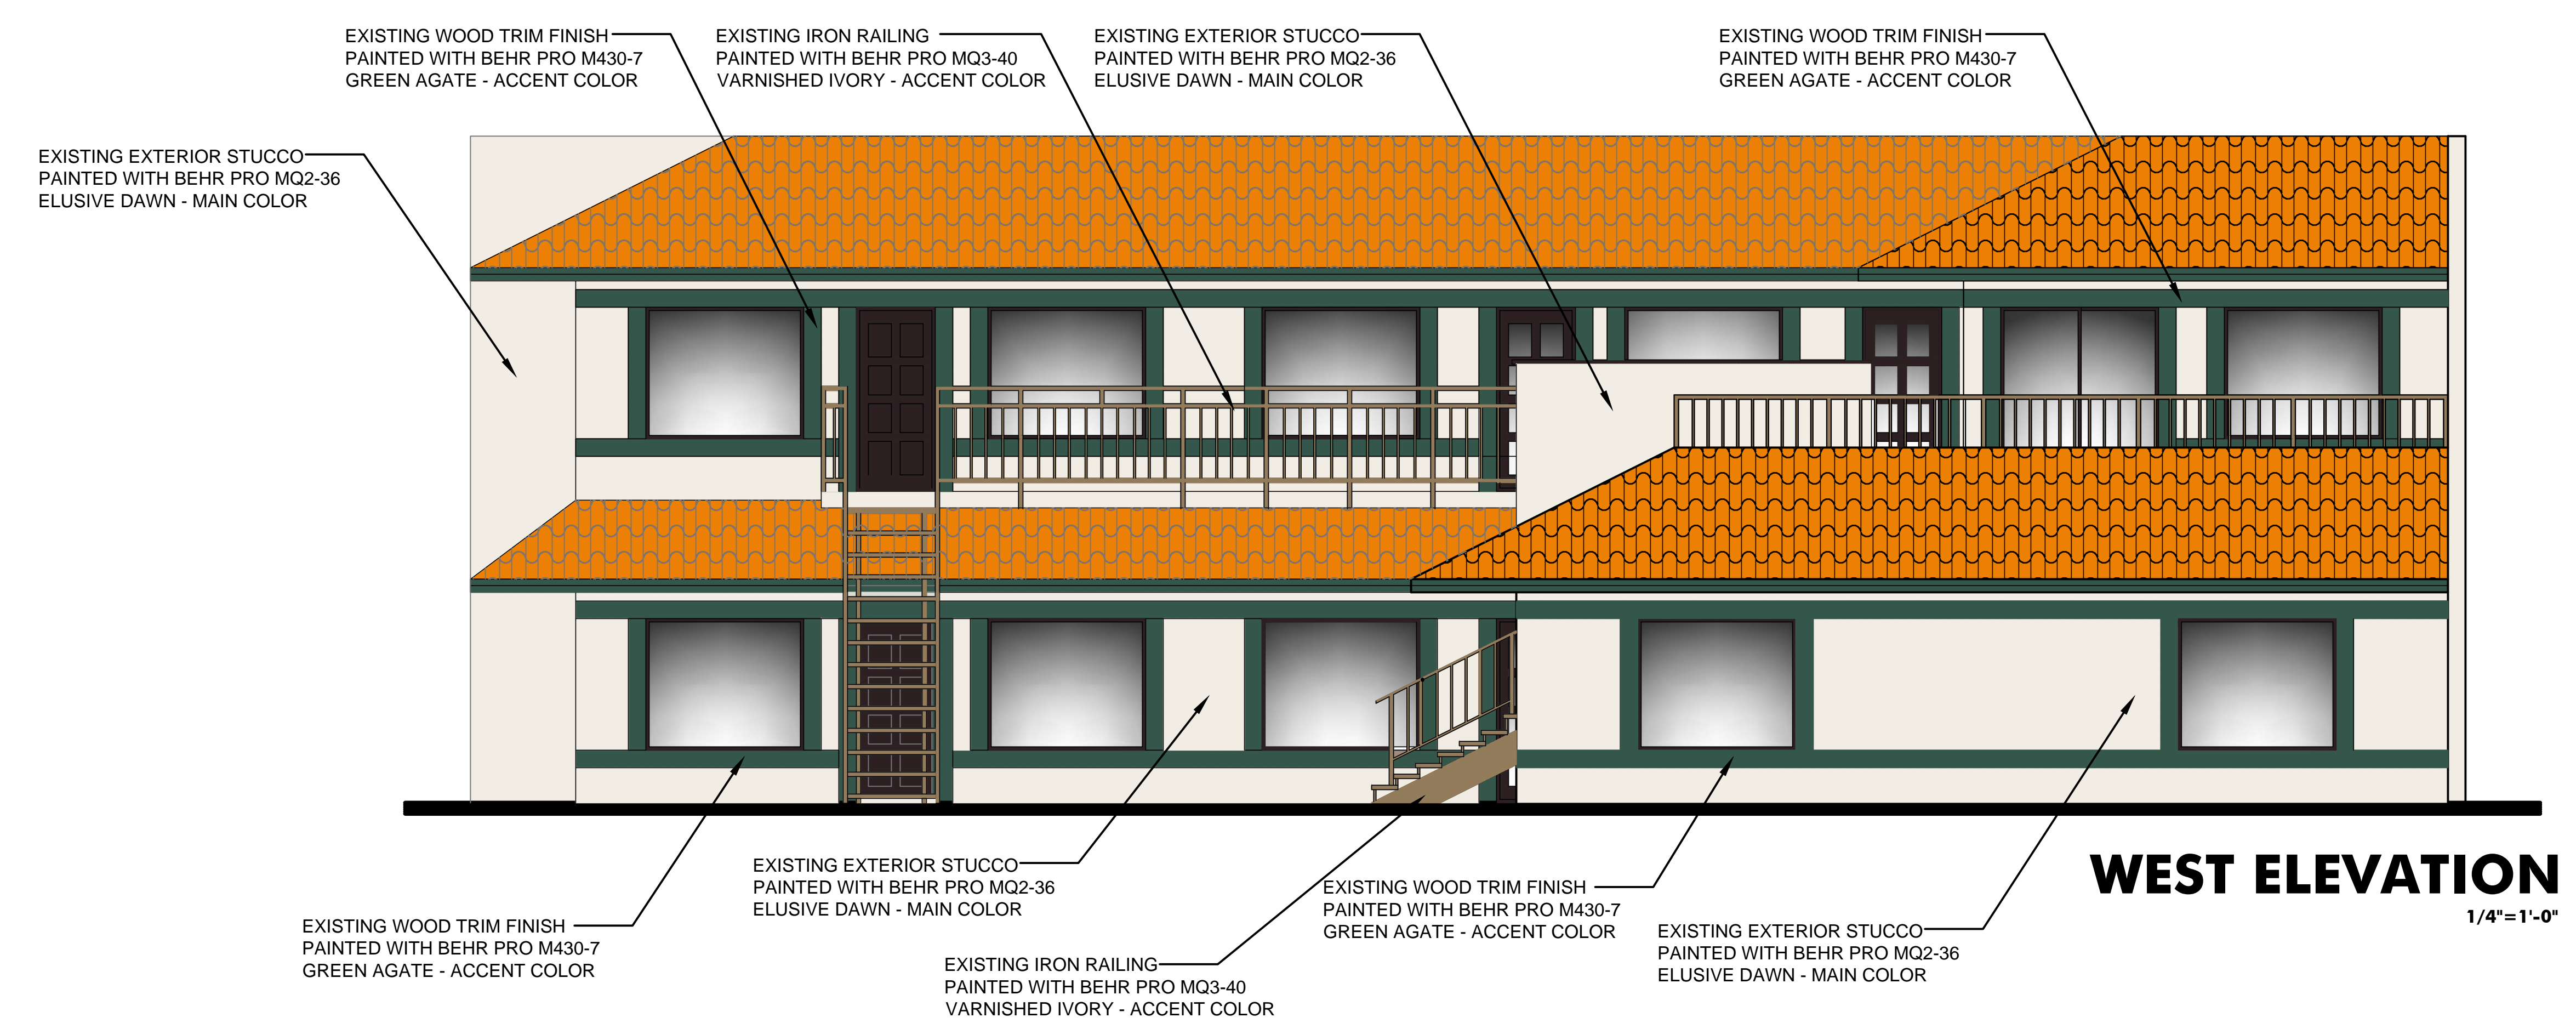 EXISTING WOOD TRIM FINISH
PAINTED WITH BEHR PRO M430-7
GREEN AGATE - ACCENT COLOR
EXISTING IRON RAILING
PAINTED WITH BEHR PRO MQ3-40
VARNISHED IVORY - ACCENT COLOR
EXISTING EXTERIOR STUCCO
PAINTED WITH BEHR PRO MQ2-36
ELUSIVE DAWN - MAIN COLOR
EXISTING WOOD TRIM FINISH
PAINTED WITH BEHR PRO M430-7
GREEN AGATE - ACCENT COLOR
EXISTING EXTERIOR STUCCO
PAINTED WITH BEHR PRO MQ2-36
ELUSIVE DAWN - MAIN COLOR
EXISTING EXTERIOR STUCCO
PAINTED WITH BEHR PRO MQ2-36
ELUSIVE DAWN - MAIN COLOR
EXISTING WOOD TRIM FINISH
PAINTED WITH BEHR PRO M430-7
GREEN AGATE - ACCENT COLOR
EXISTING IRON RAILING
PAINTED WITH BEHR PRO MQ3-40
VARNISHED IVORY - ACCENT COLOR
EXISTING WOOD TRIM FINISH
PAINTED WITH BEHR PRO M430-7
GREEN AGATE - ACCENT COLOR
EXISTING EXTERIOR STUCCO
PAINTED WITH BEHR PRO MQ2-36
ELUSIVE DAWN - MAIN COLOR
WEST ELEVATION
1/4"=1'-0"